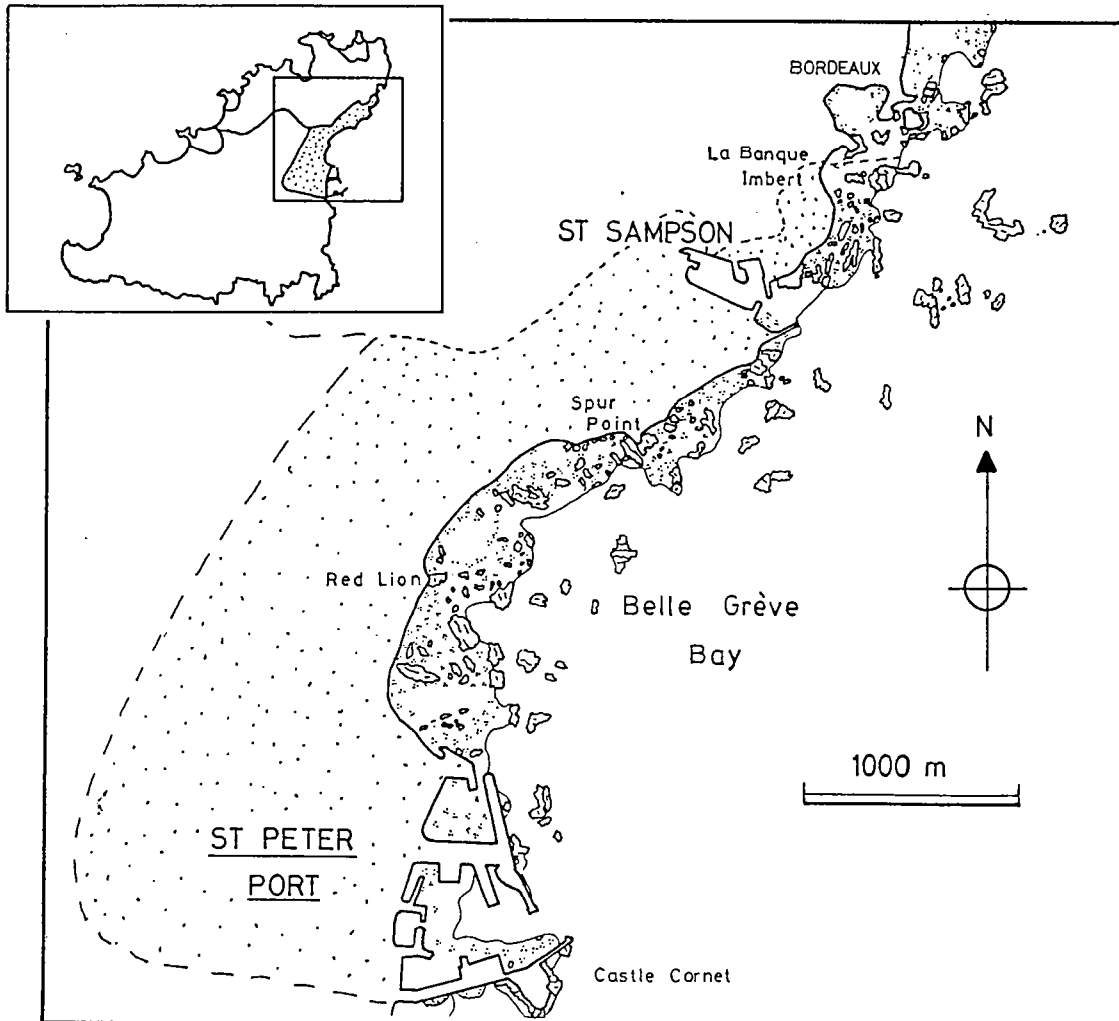 BORDEAUX
La Banque
Imbert
ST SAMPSON
Spur
Point
N
Red Lion
Belle Grève
Bay
1000 m
ST PETER
PORT
Castle Cornet